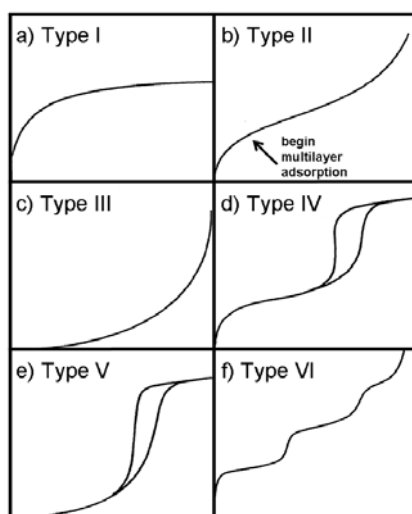 a) Type I
b) Type II
begin
multilayer
adsorption
c) Type III
d) Type IV
e) Type V
f) Type VI